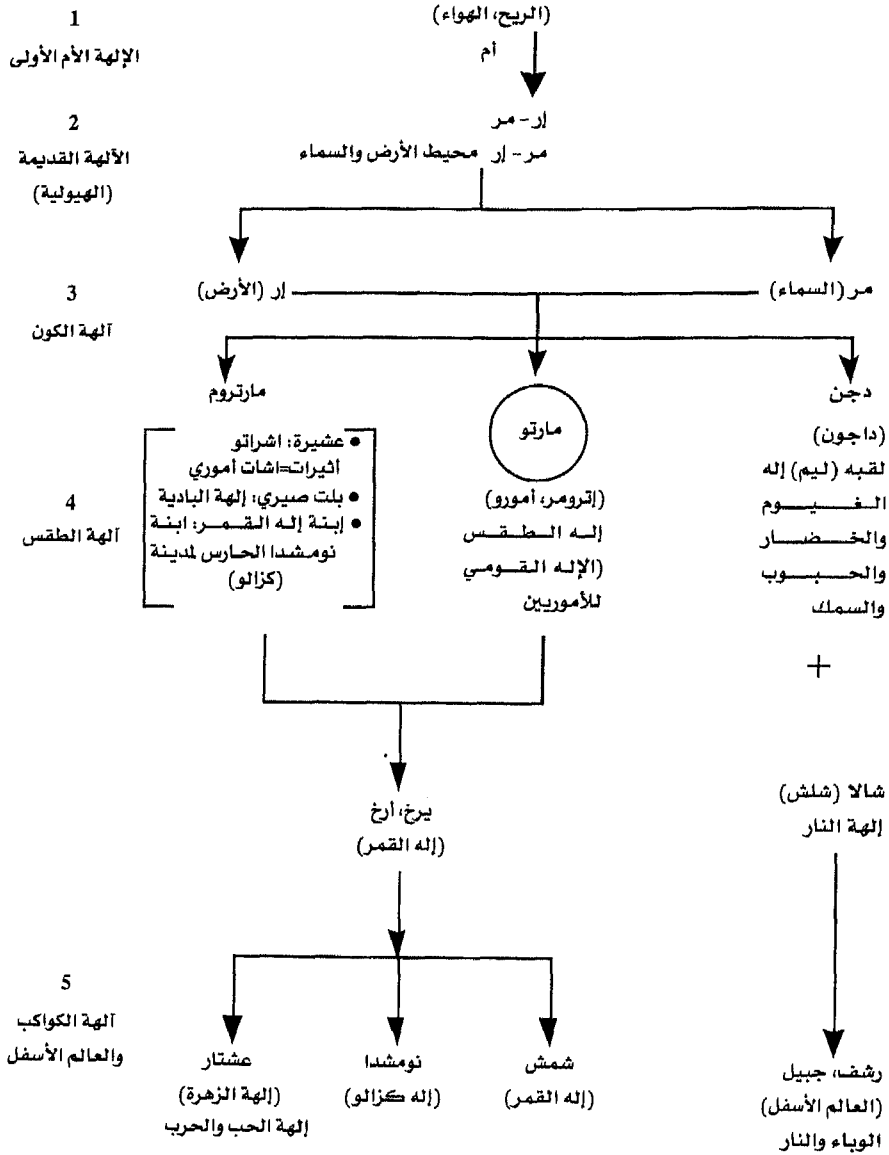 1
الإلهة الأم الأولى
(الريح، الهواء)
أم
2
الآلهة القديمة
(الهيولية)
إر - مر
مر - إر محيط الأرض والسماء
3
آلهة الكون
مر (السماء)
إر (الأرض)
4
آلهة الطقس
دجن
(داجون)
لقبه (ليم) إله
الغيوم
والخضار
والحبوب
والسمك
+
شالا (شلش)
إلهة النار
مارتو
(إترومر، أمورو)
إله الطقس
(الإله القومي
للأموريين
مارتروم
• عشيرة: اشراتو
أثيرات=اشات أموري
• بلت صيري: إلهة البادية
• إبنة إله القمر: ابنة
نومشدا الحارس لمدينة
(كزالو)
يرخ، أرخ
(إله القمر)
5
آلهة الكواكب
والعالم الأسفل
رشف، جبيل
(العالم الأسفل)
الوباء والنار
شمش
(إله القمر)
نومشدا
(إله كزالو)
عشتار
(إلهة الزهرة)
إلهة الحب والحرب